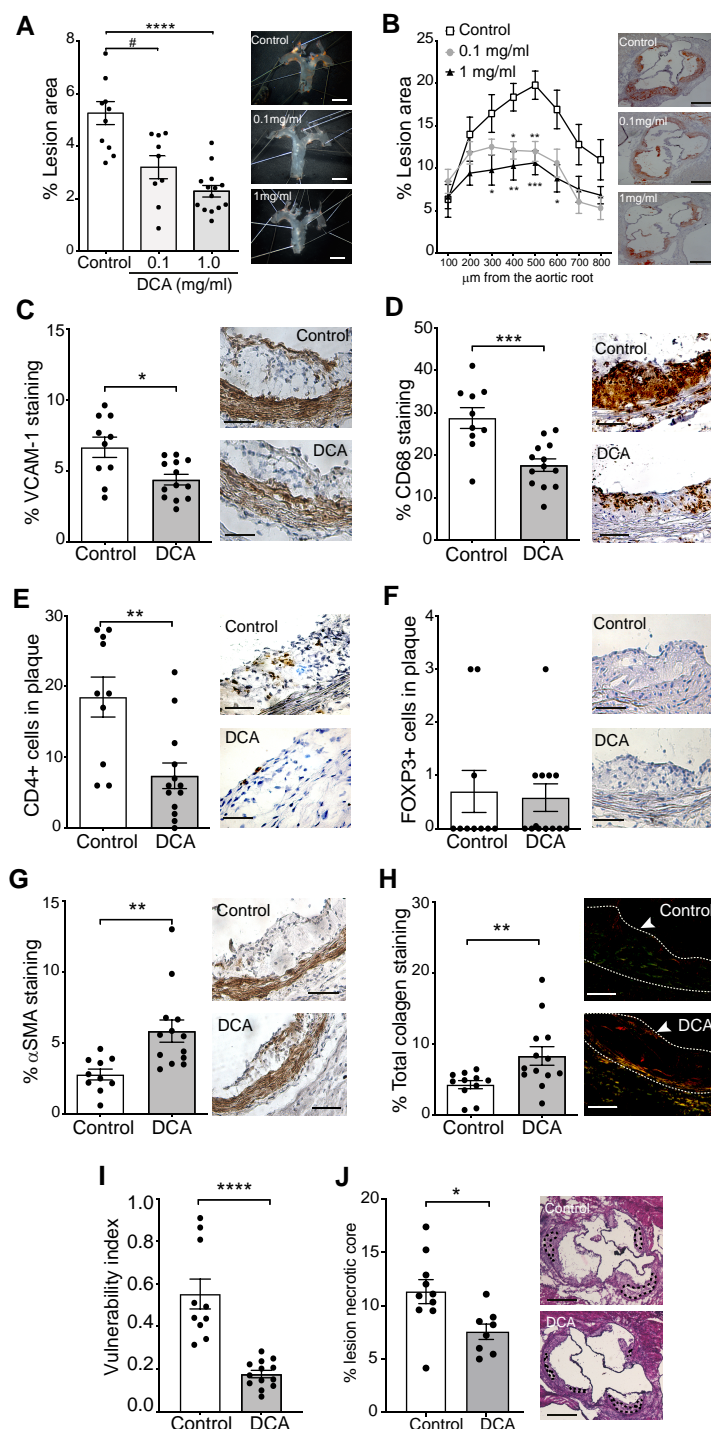 A
% Lesion area
8
6
4
2
0
****
#
Control
0.1
1.0
DCA (mg/ml)
Control
0.1mg/ml
1mg/ml
B
Control
0.1 mg/ml
1 mg/ml
% Lesion area
25
20
15
10
5
0
* **
* ** *** *
100 200 300 400 500 600 700 800
μm from the aortic root
Control
0.1mg/ml
1mg/ml
C
% VCAM-1 staining
15
10
5
0
*
Control DCA
Control
DCA
D
% CD68 staining
50
40
30
20
10
0
***
Control DCA
Control
DCA
E
CD4+ cells in plaque
30
20
10
0
**
Control DCA
Control
DCA
F
FOXP3+ cells in plaque
4
3
2
1
0
Control DCA
Control
DCA
G
% αSMA staining
15
10
5
0
**
Control DCA
Control
DCA
H
% Total colagen staining
25
20
15
10
5
0
**
Control DCA
Control
DCA
I
Vulnerability index
1.0
0.8
0.6
0.4
0.2
0.0
****
Control DCA
J
% lesion necrotic core
20
15
10
5
0
*
Control DCA
Control
DCA